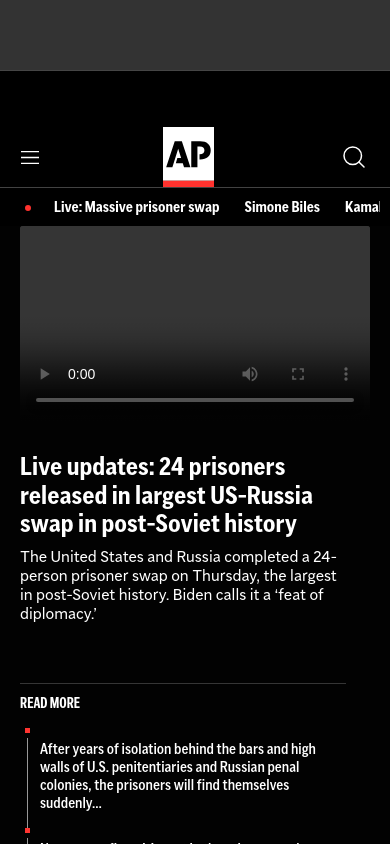 AP
Live: Massive prisoner swap
Simone Biles
0:00
Live updates: 24 prisoners
released in largest US-Russia
swap in post-Soviet history
The United States and Russia completed a 24-
person prisoner swap on Thursday, the largest
in post-Soviet history. Biden calls it a ‘feat of
diplomacy.’
READ MORE
After years of isolation behind the bars and high
walls of U.S. penitentiaries and Russian penal
colonies, the prisoners will find themselves
suddenly...